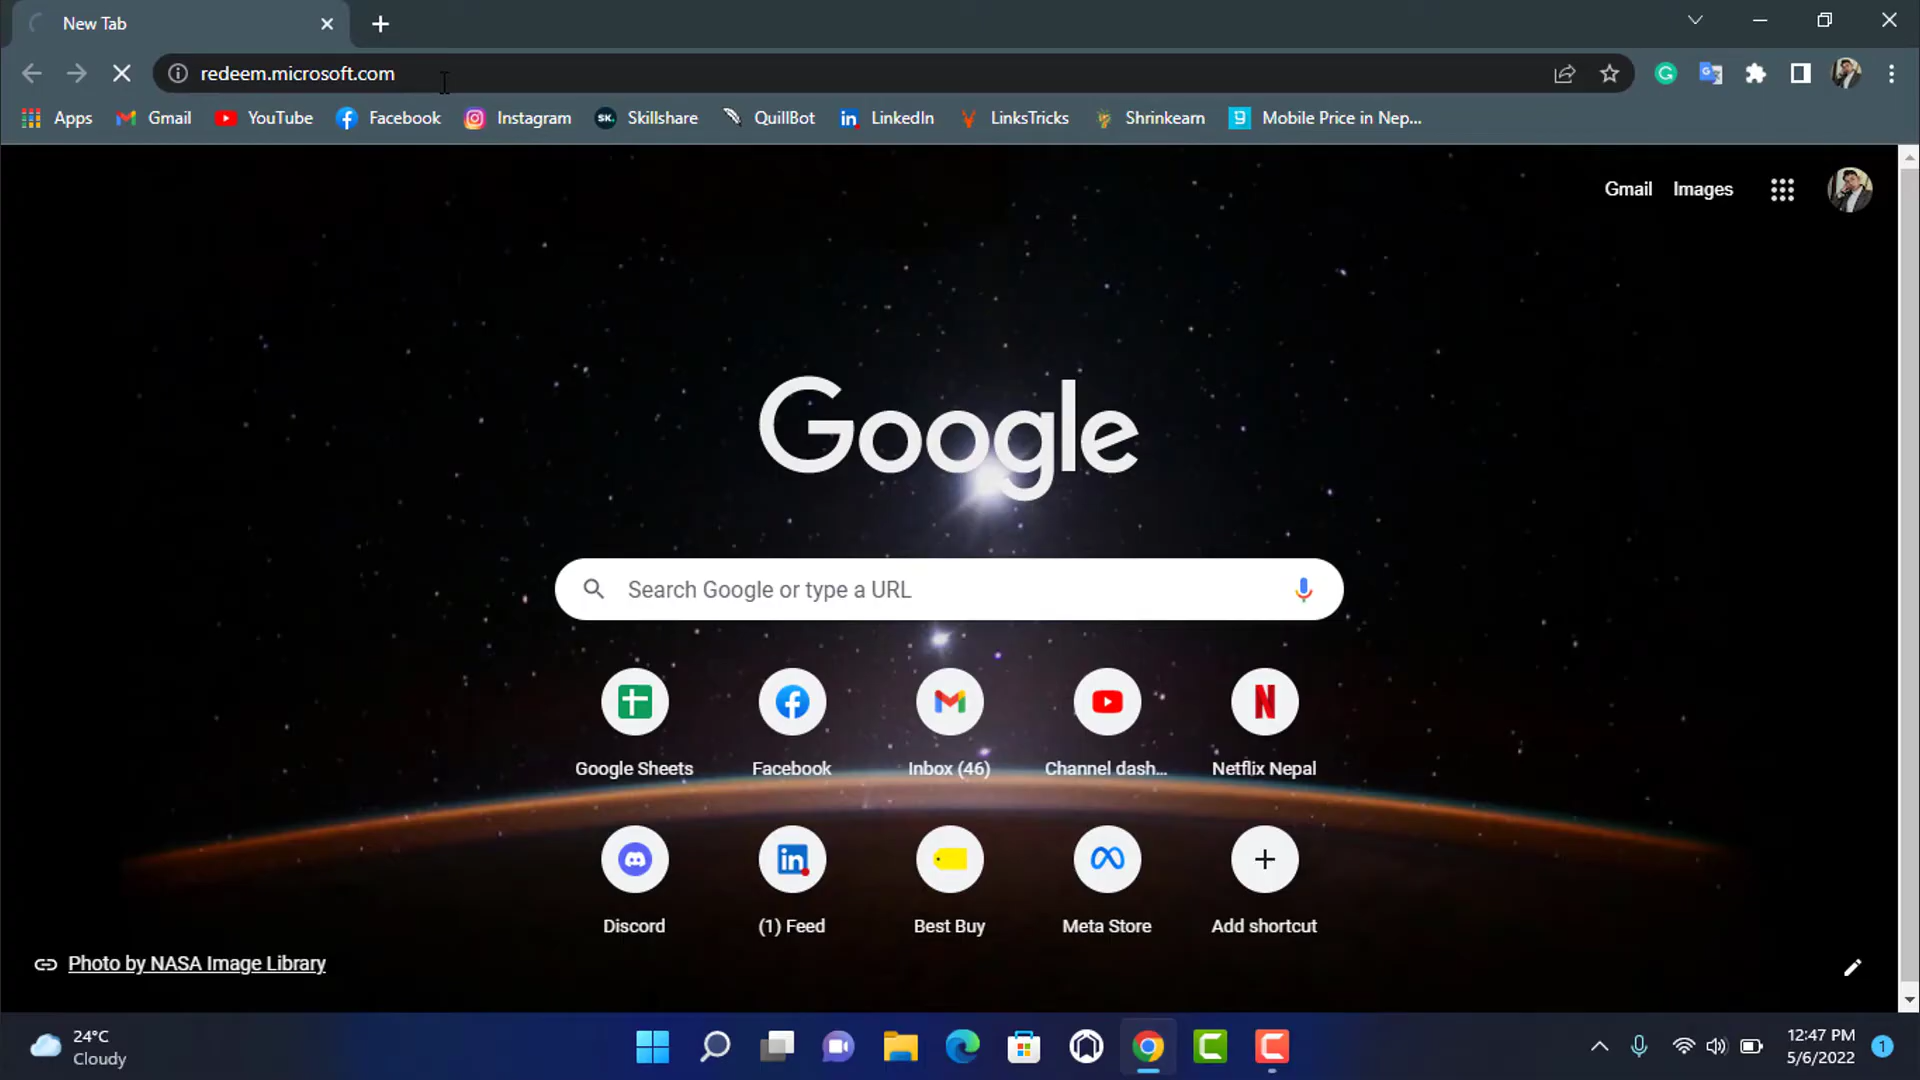 New Tab
redeem.microsoft.com
Apps Gmail YouTube Facebook Instagram SK. Skillshare QuillBot LinkedIn LinksTricks Shrinkearn Mobile Price in Nep...
Gmail Images
Google
Search Google or type a URL
Google Sheets Facebook Inbox (46) Channel dash... Netflix Nepal
Discord (1) Feed Best Buy Meta Store Add shortcut
Photo by NASA Image Library
24°C
Cloudy
12:47 PM
5/6/2022
1